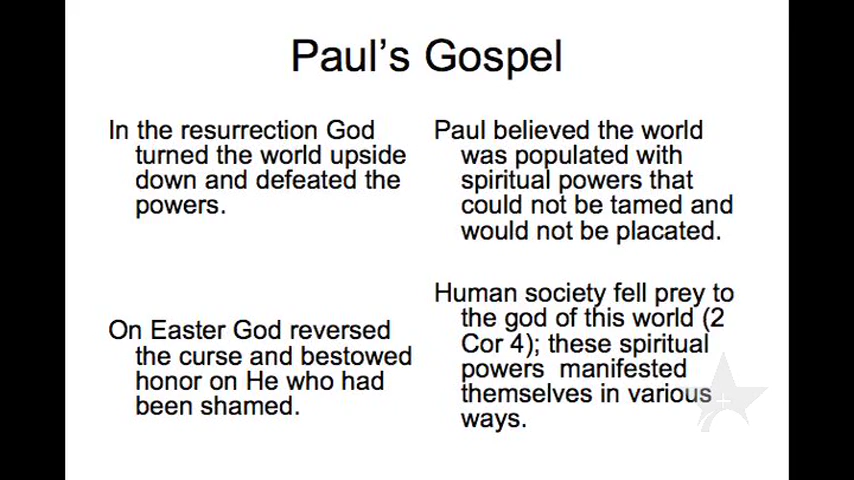 Paul's Gospel
In the resurrection God
turned the world upside
down and defeated the
powers.
On Easter God reversed
the curse and bestowed
honor on He who had
been shamed.
Paul believed the world
was populated with
spiritual powers that
could not be tamed and
would not be placated.
Human society fell prey to
the god of this world (2
Cor 4); these spiritual
powers  manifested
themselves in various
ways.